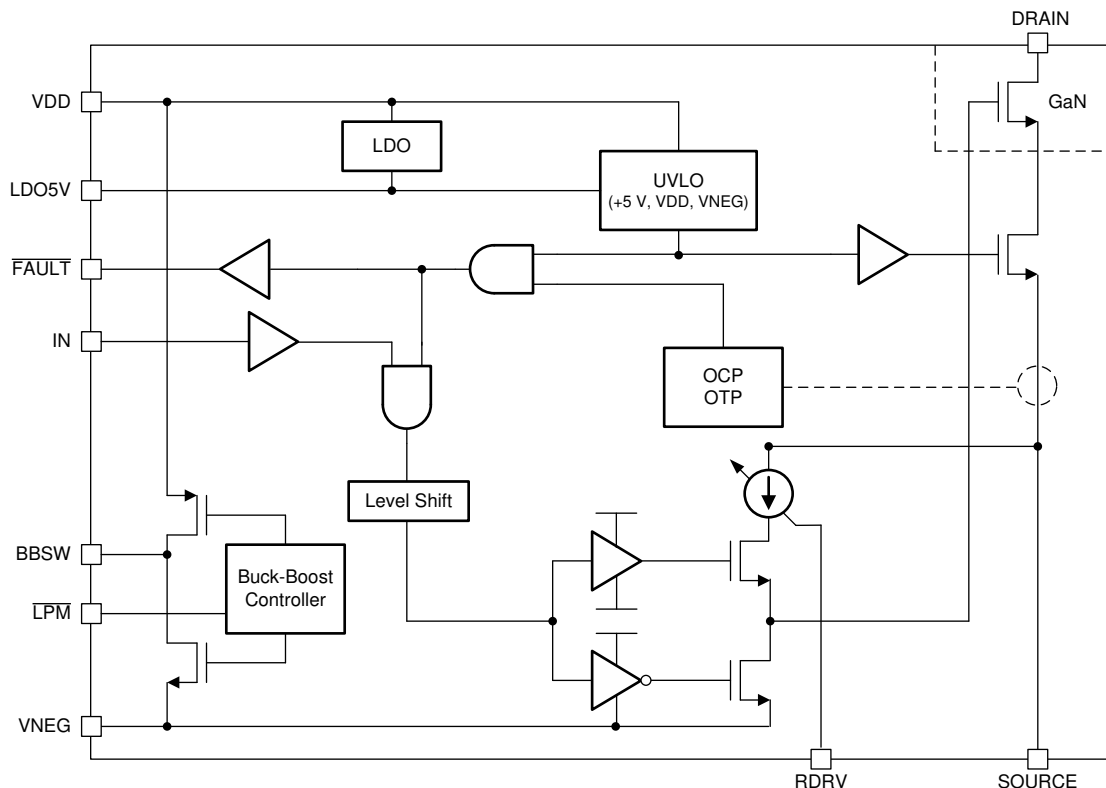 DRAIN
VDD
GaN
LDO
LDO5V
UVLO
(+5 V, VDD, VNEG)
FAULT
IN
OCP
OTP
Level Shift
BBSW
Buck-Boost
Controller
LPM
VNEG
RDRV
SOURCE